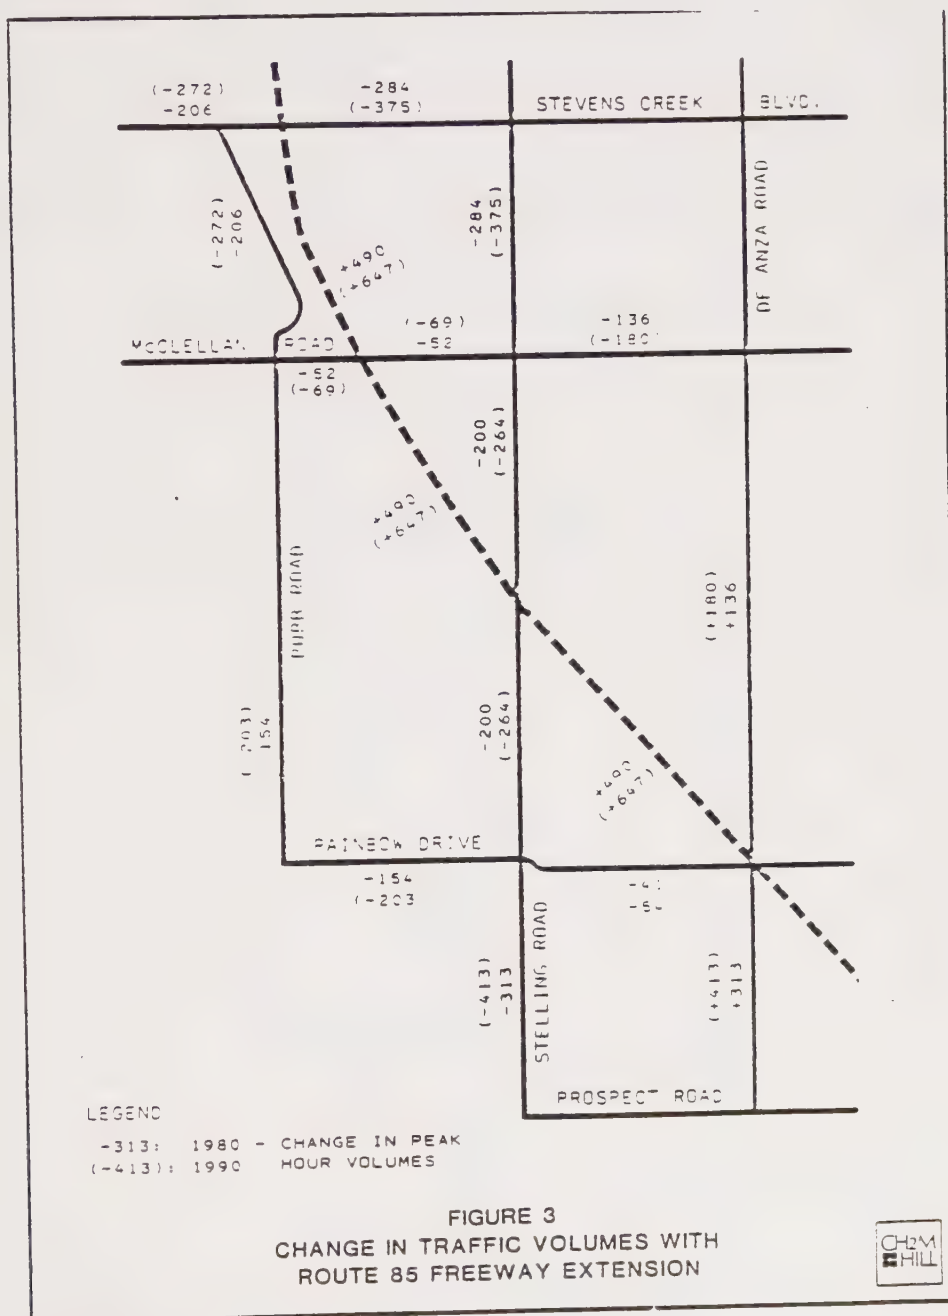 (-272)
-206
-284
(-375)
STEVENS CREEK BLVD.
(-272)
-206
-284
(-375)
DE ANZA ROAD
+490
(+647)
(-69)
-52
-136
(-180)
McCLELLAN ROAD
-52
(-69)
-200
(-264)
+490
(+647)
ROAD
(+180)
+136
(-203)
154
-200
(-264)
+490
(+647)
RAINBOW DRIVE
-154
(-203
-41
-54
STELLING ROAD
(-413)
-313
(+413)
+313
PROSPECT ROAD
LEGEND
-313: 1980 - CHANGE IN PEAK
(-413): 1990 HOUR VOLUMES
FIGURE 3
CHANGE IN TRAFFIC VOLUMES WITH
ROUTE 85 FREEWAY EXTENSION
CH2M
HILL